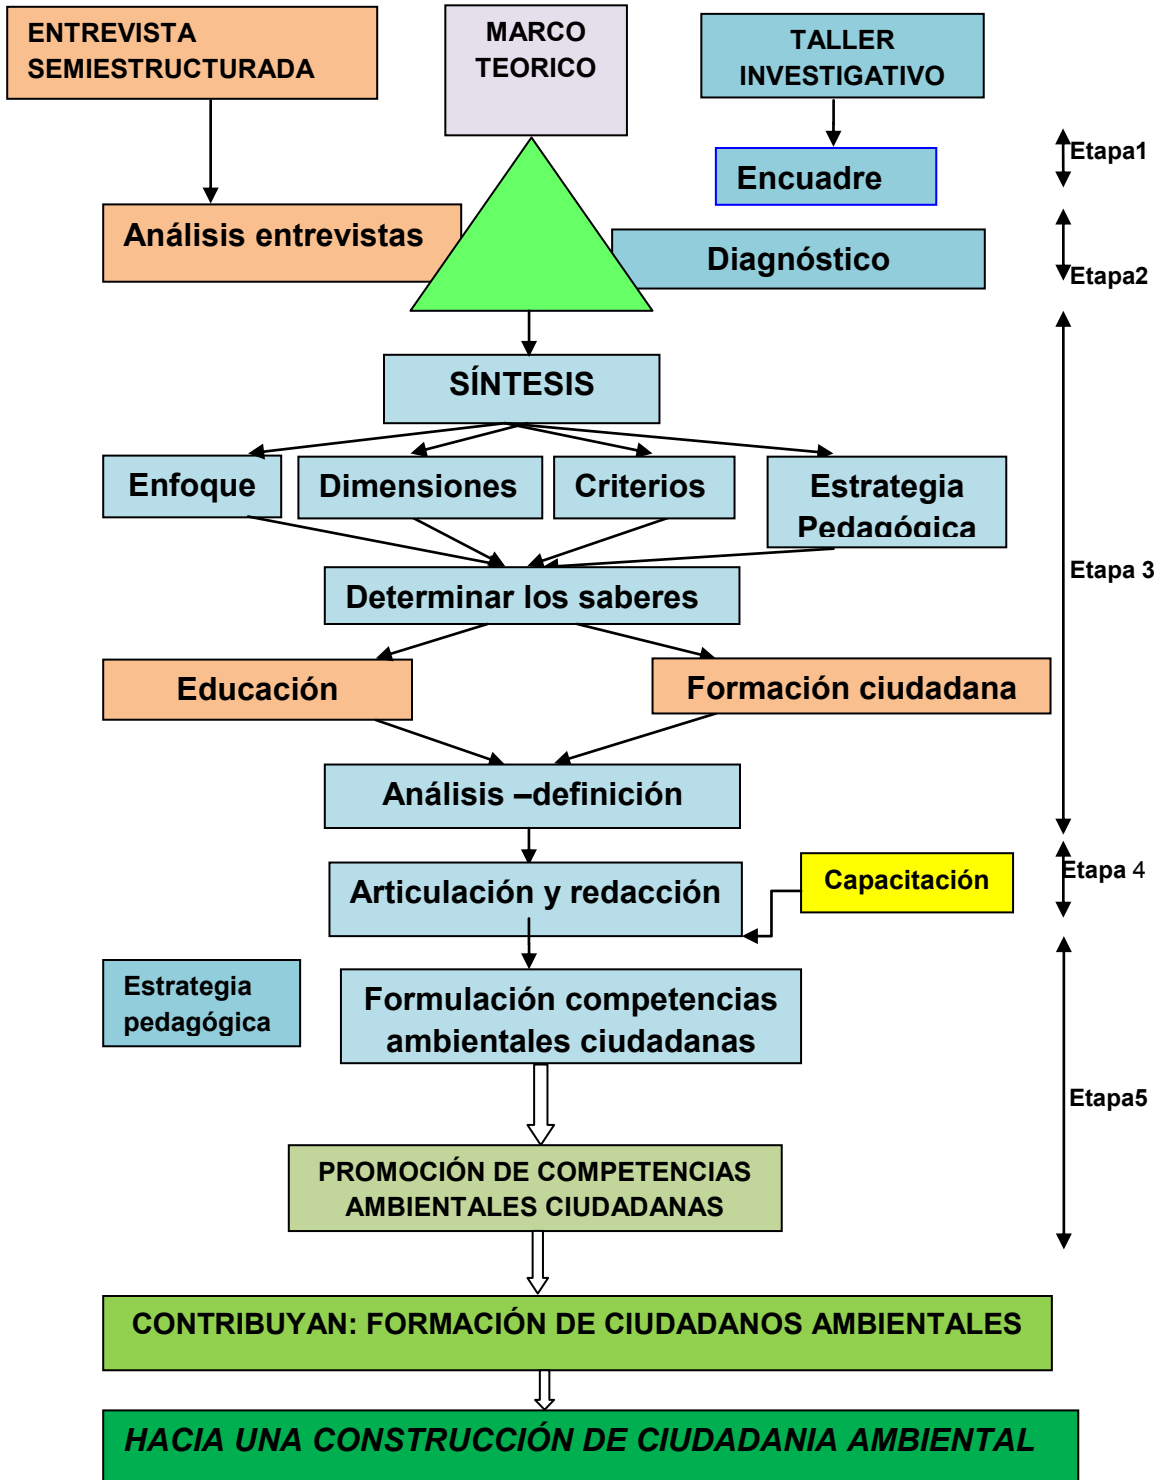 ENTREVISTA
SEMIESTRUCTURADA
MARCO
TEORICO
TALLER
INVESTIGATIVO
Etapa1
Encuadre
Análisis entrevistas
Diagnóstico
Etapa2
SÍNTESIS
Enfoque
Dimensiones
Criterios
Estrategia
Pedagógica
Etapa 3
Determinar los saberes
Educación
Formación ciudadana
Análisis –definición
Articulación y redacción
Capacitación
Etapa 4
Estrategia
pedagógica
Formulación competencias
ambientales ciudadanas
Etapa5
PROMOCIÓN DE COMPETENCIAS
AMBIENTALES CIUDADANAS
CONTRIBUYAN: FORMACIÓN DE CIUDADANOS AMBIENTALES
HACIA UNA CONSTRUCCIÓN DE CIUDADANIA AMBIENTAL